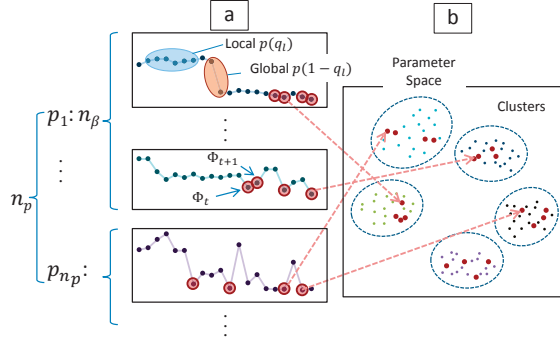 a
b
Local p(q_l)
Global p(1 − q_l)
Parameter
Space
Clusters
p_1: n_β
⋮
n_p
⋮
Φ_{t+1}
Φ_t
p_{n_p}:
⋮
⋮